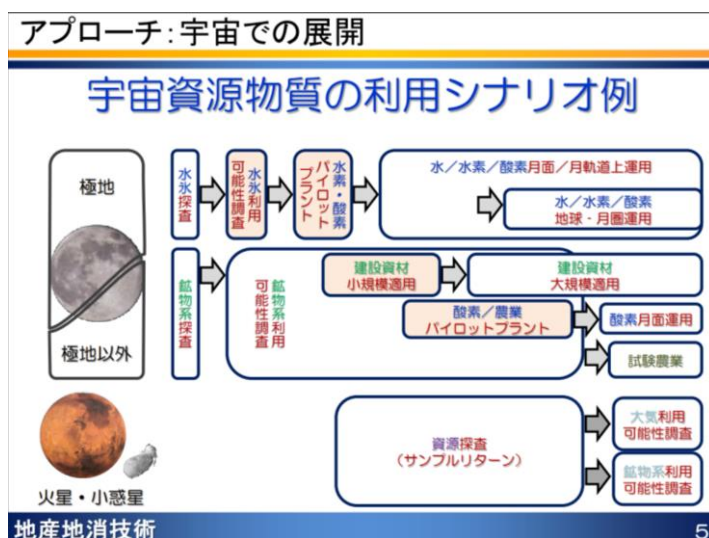 アプローチ：宇宙での展開
宇宙資源物質の利用シナリオ例
極地
極地以外
水氷探査
水氷利用
可能性調査
水素・酸素
パイロット
プラント
水／水素／酸素月面／月軌道上運用
水／水素／酸素
地球・月圏運用
鉱物系探査
鉱物系利用
可能性調査
建設資材
小規模適用
建設資材
大規模適用
酸素／農業
パイロットプラント
酸素月面運用
試験農業
火星・小惑星
資源探査
（サンプルリターン）
大気利用
可能性調査
鉱物系利用
可能性調査
地産地消技術
5